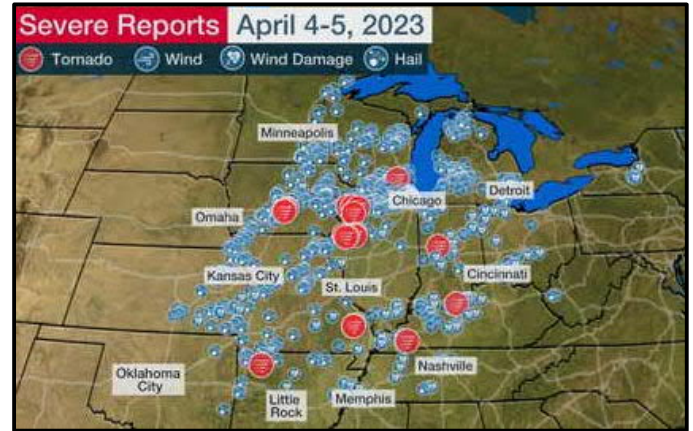 Severe Reports April 4-5, 2023
Tornado Wind Wind Damage Hail
Minneapolis
Detroit
Chicago
Omaha
Kansas City
Cincinnati
St. Louis
Nashville
Oklahoma
City
Little
Rock
Memphis